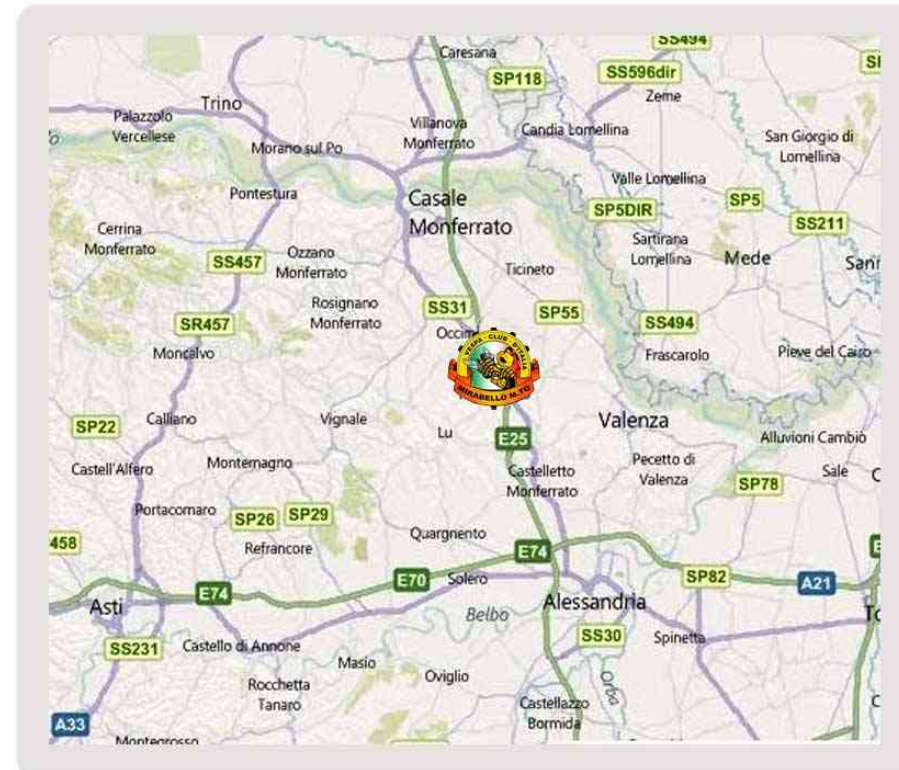 SS494
Caresana
SP118
SS596dir
Zeme
Trino
Palazzolo
Vercellese
Villanova
Monferrato
Candia Lomellina
San Giorgio di
Lomellina
Morano sul Po
Pontestura
Valle Lomellina
Casale
Monferrato
SP5DIR
SP5
SS211
Cerrina
Monferrato
Ozzano
Monferrato
SS457
Sartirana
Lomellina
Mede
Ticineto
Rosignano
Monferrato
SS31
SP55
SS494
SR457
Moncalvo
VESPA - CLUB - D'ITALIA
MIRABELLO M.TO
Frascarolo
Pieve del Cairo
SP22
Calliano
Vignale
Lu
E25
Valenza
Alluvioni Cambiò
Castell'Alfero
Montemagno
Castelletto
Monferrato
Pecetto di
Valenza
SP78
Sale
Portacomaro
SP26
SP29
Refrancore
Quargnento
458
E74
E70
Solero
E74
SP82
A21
Asti
Belbo
Alessandria
SS231
Castello di Annone
SS30
Spinetta
Masio
Oviglio
Rocchetta
Tanaro
Orba
A33
Castellazzo
Bormida
Montegrosso